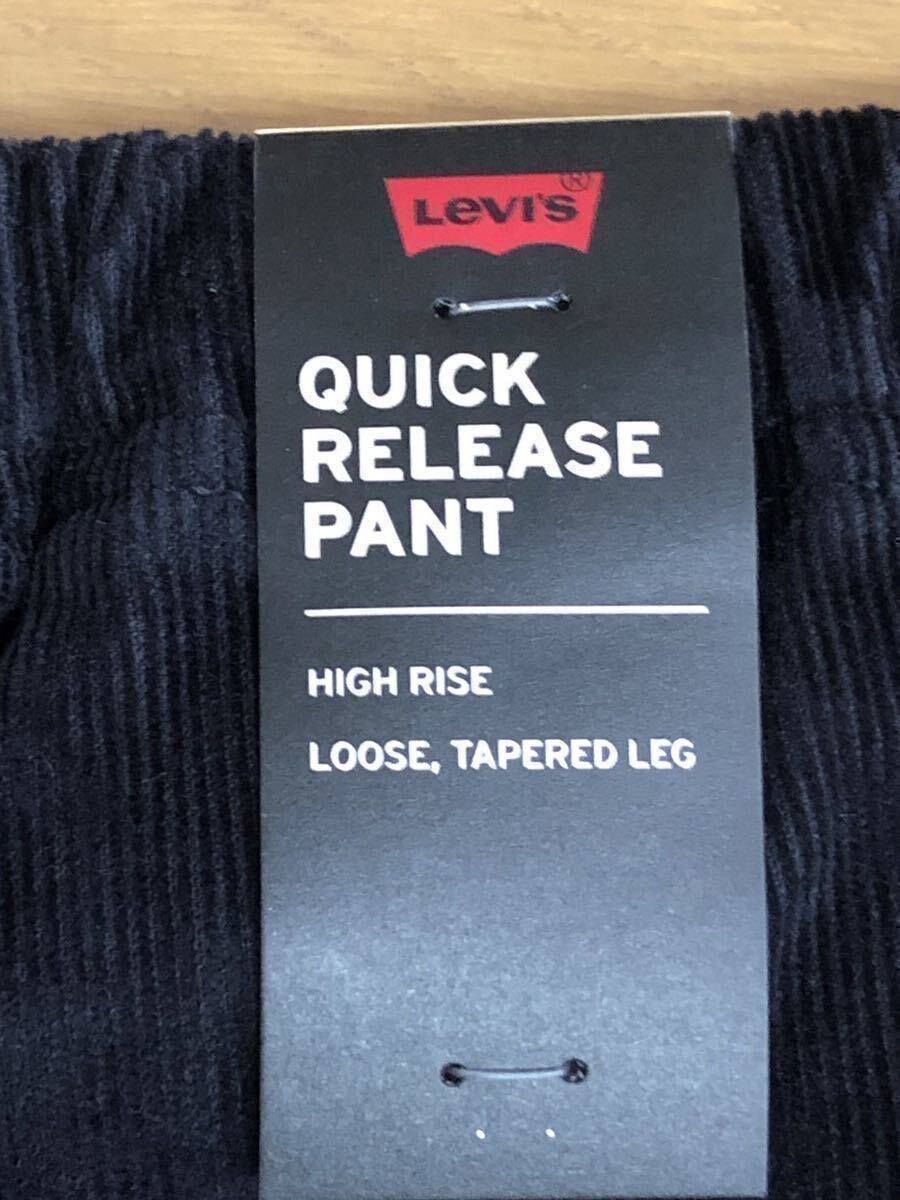 LEVI'S®
QUICK
RELEASE
PANT
HIGH RISE
LOOSE, TAPERED LEG